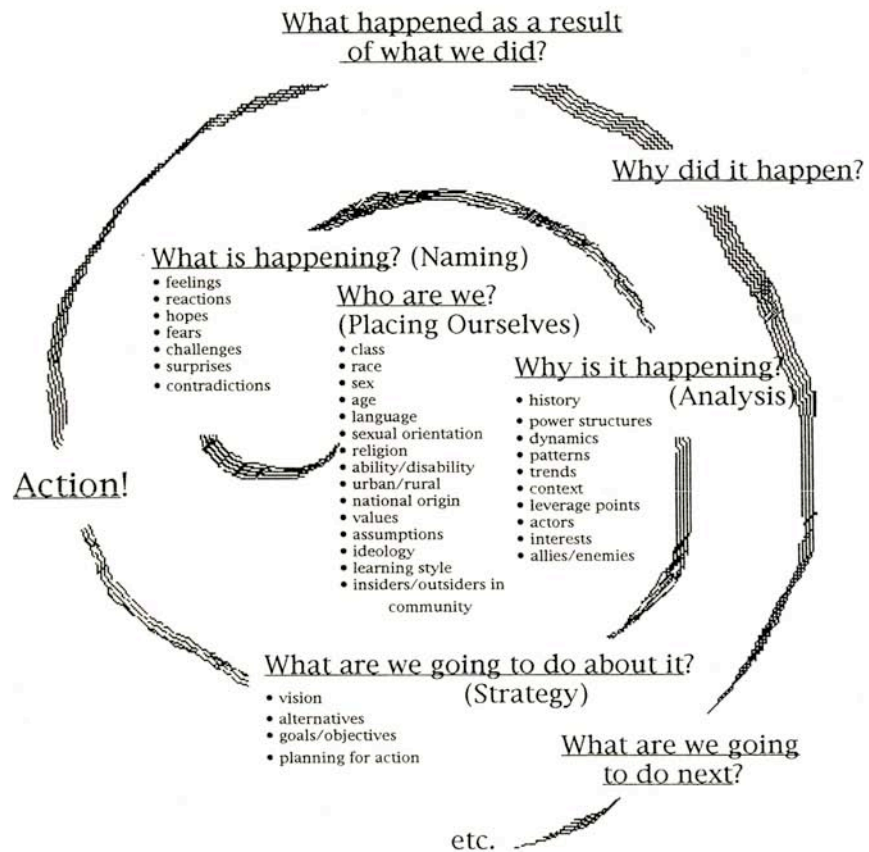 What happened as a result
of what we did?
Why did it happen?
What is happening? (Naming)
• feelings
• reactions
• hopes
• fears
• challenges
• surprises
• contradictions
Who are we?
(Placing Ourselves)
• class
• race
• sex
• age
• language
• sexual orientation
• religion
• ability/disability
• urban/rural
• national origin
• values
• assumptions
• ideology
• learning style
• insiders/outsiders in
community
Why is it happening?
(Analysis)
• history
• power structures
• dynamics
• patterns
• trends
• context
• leverage points
• actors
• interests
• allies/enemies
Action!
What are we going to do about it?
(Strategy)
• vision
• alternatives
• goals/objectives
• planning for action
What are we going
to do next?
etc.